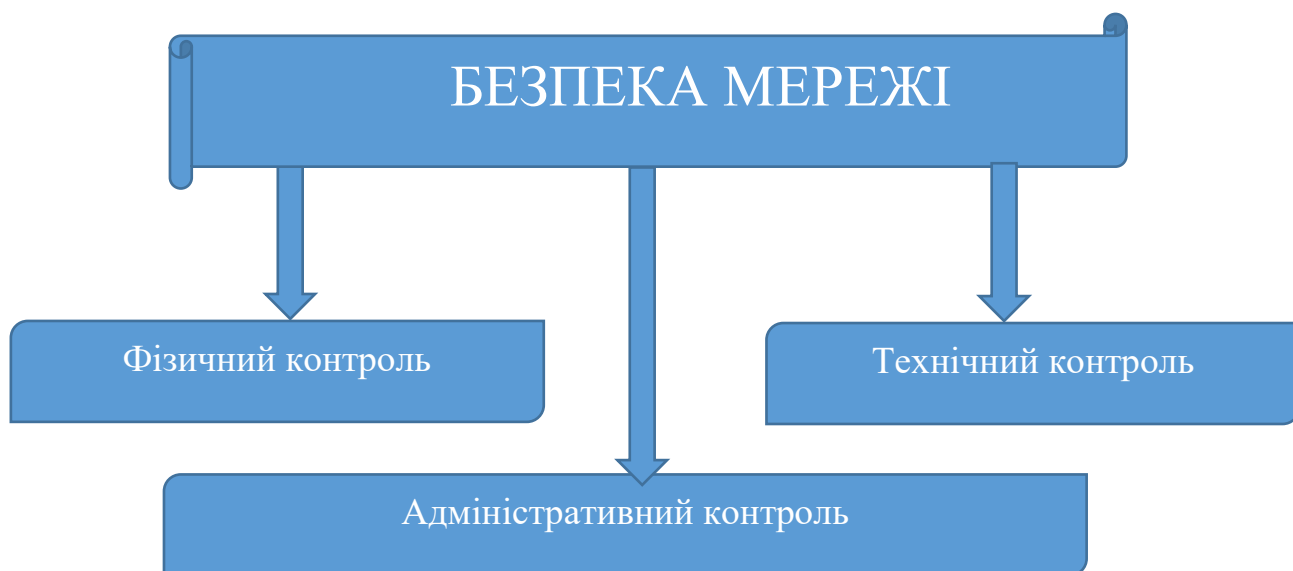 БЕЗПЕКА МЕРЕЖІ
Фізичний контроль
Технічний контроль
Адміністративний контроль